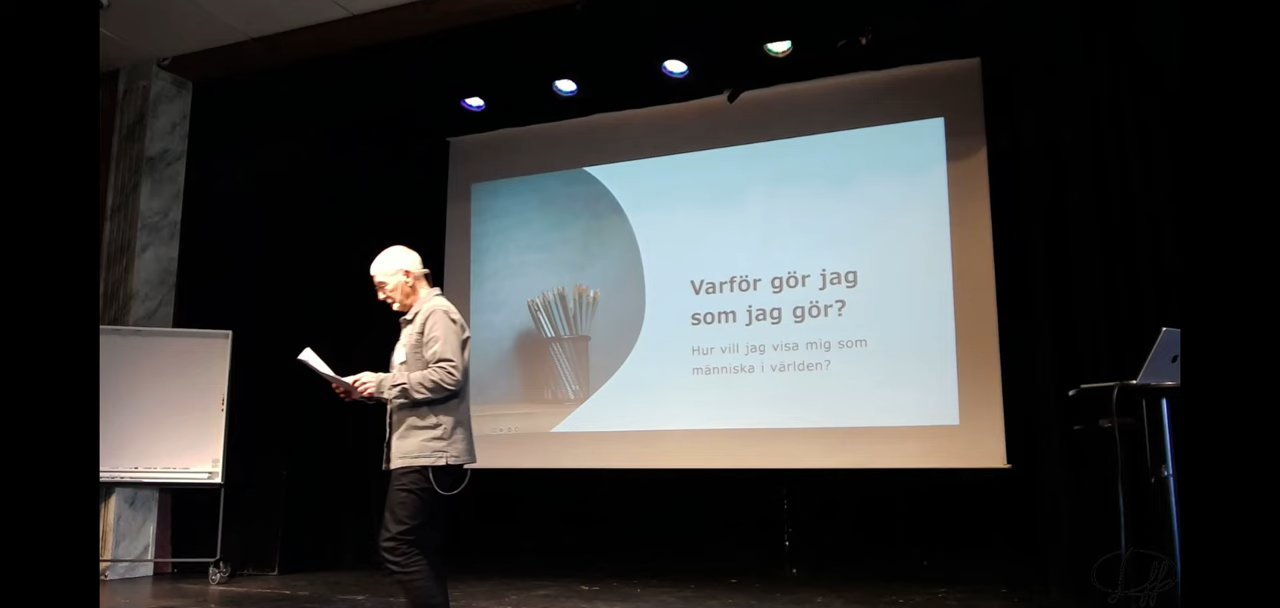 Varför gör jag
som jag gör?
Hur vill jag visa mig som
människa i världen?